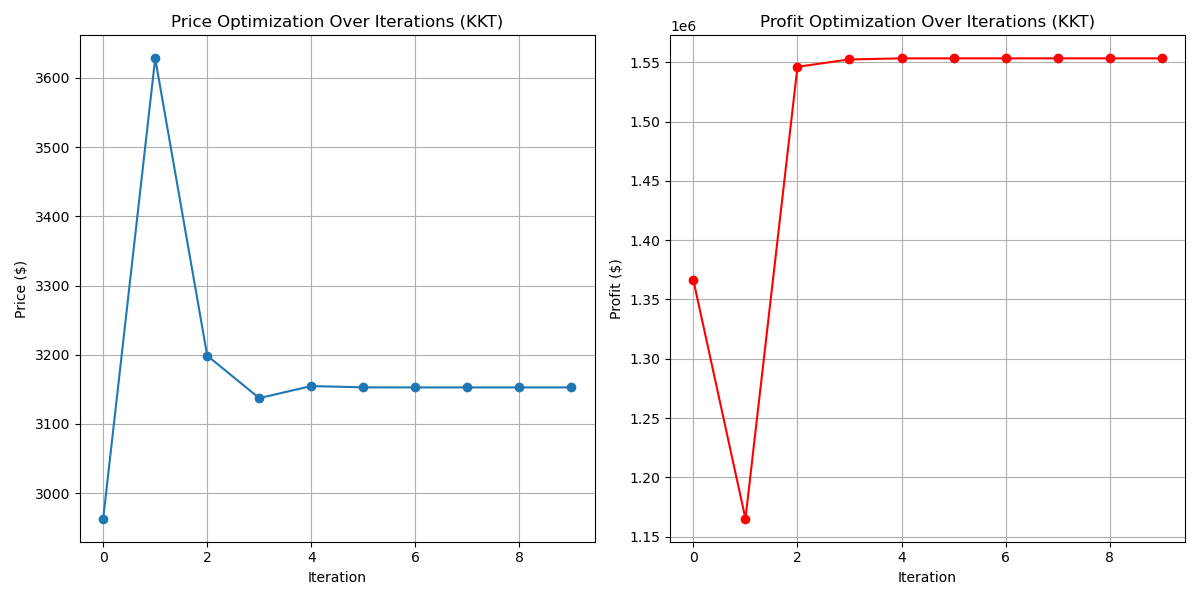 Price Optimization Over Iterations (KKT)
Price ($)
3600
3500
3400
3300
3200
3100
3000
0 2 4 6 8
Iteration
Profit Optimization Over Iterations (KKT)
1e6
Profit ($)
1.55
1.50
1.45
1.40
1.35
1.30
1.25
1.20
1.15
0 2 4 6 8
Iteration